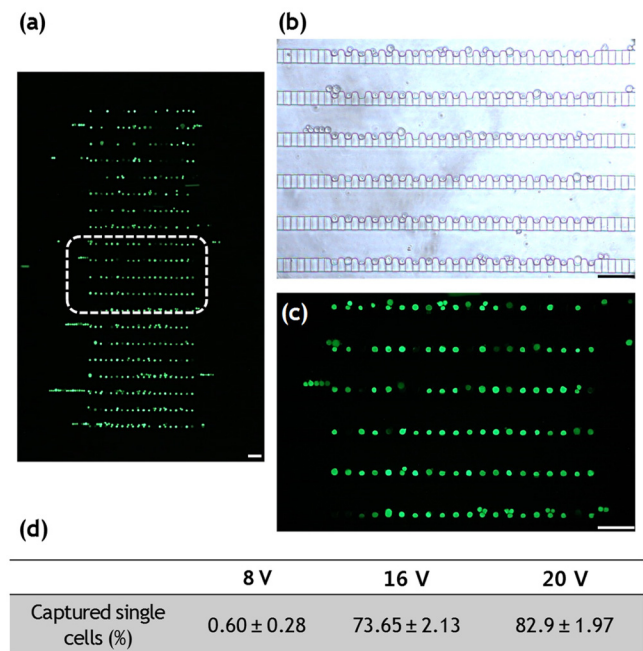 (a)
(b)
(c)
(d)
8 V 16 V 20 V
Captured single
cells (%)
0.60 ± 0.28 73.65 ± 2.13 82.9 ± 1.97